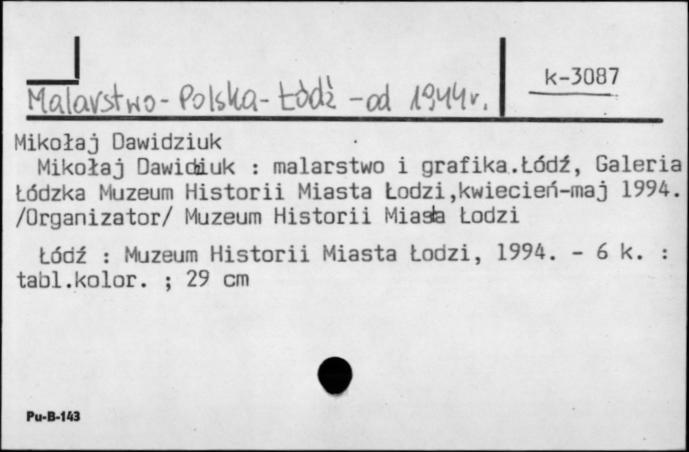 Malarstwo - Polska - Łódź - od 1944 r.
k-3087
Mikołaj Dawidziuk
Mikołaj Dawidziuk : malarstwo i grafika.Łódź, Galeria
Łódzka Muzeum Historii Miasta Łodzi,kwiecień-maj 1994.
/Organizator/ Muzeum Historii Miasta Łodzi
Łódź : Muzeum Historii Miasta Łodzi, 1994. - 6 k. :
tabl.kolor. ; 29 cm
Pu-B-143